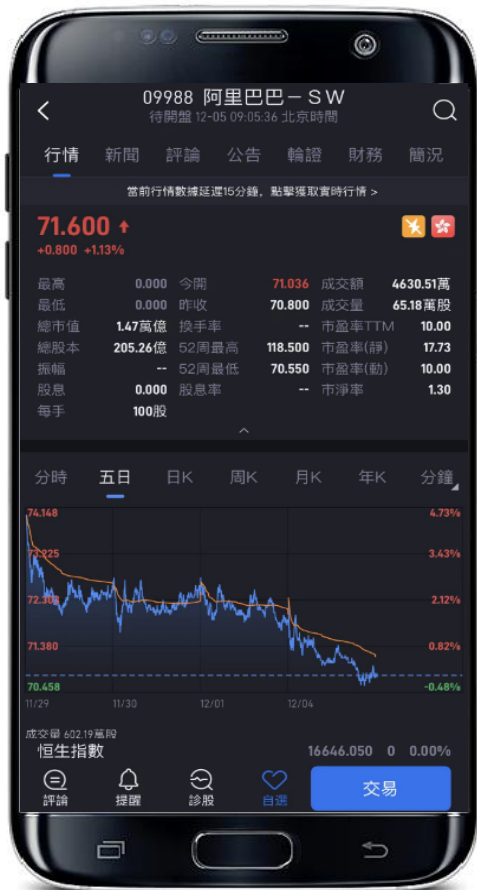 09988 阿里巴巴－ＳＷ
待開盤 12-05 09:05:36 北京時間
行情 新聞 評論 公告 輪證 財務 簡況
當前行情數據延遲15分鐘，點擊獲取實時行情 >
71.600
+0.800 +1.13%
最高 0.000 今開 71.036 成交額 4630.51萬
最低 0.000 昨收 70.800 成交量 65.18萬股
總市值 1.47萬億 換手率 -- 市盈率TTM 10.00
總股本 205.26億 52周最高 118.500 市盈率(靜) 17.73
振幅 -- 52周最低 70.550 市盈率(動) 10.00
股息 0.000 股息率 -- 市淨率 1.30
每手 100股
分時 五日 日K 周K 月K 年K 分鐘
74.148 4.73%
73.225 3.43%
72.303 2.12%
71.380 0.82%
70.458 -0.48%
11/29 11/30 12/01 12/04
成交量 602.19萬股
恒生指數 16646.050 0 0.00%
評論 提醒 診股 自選 交易